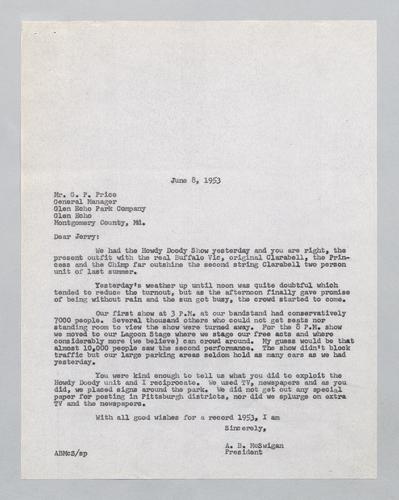 June 8, 1953
Mr. G. P. Price
General Manager
Glen Echo Park Company
Glen Echo
Montgomery County, Md.
Dear Jerry:
We had the Howdy Doody Show yesterday and you are right, the
present outfit with the real Buffalo Vic, original Clarabell, the Prin-
cess and the Chimp far outshine the second string Clarabell two person
unit of last summer.
Yesterday's weather up until noon was quite doubtful which
tended to reduce the turnout, but as the afternoon finally gave promise
of being without rain and the sun got busy, the crowd started to come.
Our first show at 3 P.M. at our bandstand had conservatively
7000 people. Several thousand others who could not get seats nor
standing room to view the show were turned away. For the 5 P.M. show
we moved to our Lagoon Stage where we stage our free acts and where
considerably more (we believe) can crowd around. My guess would be that
almost 10,000 people saw the second performance. The show didn't block
traffic but our large parking areas seldom hold as many cars as we had
yesterday.
You were kind enough to tell us what you did to exploit the
Howdy Doody unit and I reciprocate. We used TV, newspapers and as you
did, we placed signs around the park. We did not get out any special
paper for posting in Pittsburgh districts, nor did we splurge on extra
TV and the newspapers.
With all good wishes for a record 1953, I am
Sincerely,
A. B. McSwigan
President
ABMcS/sp